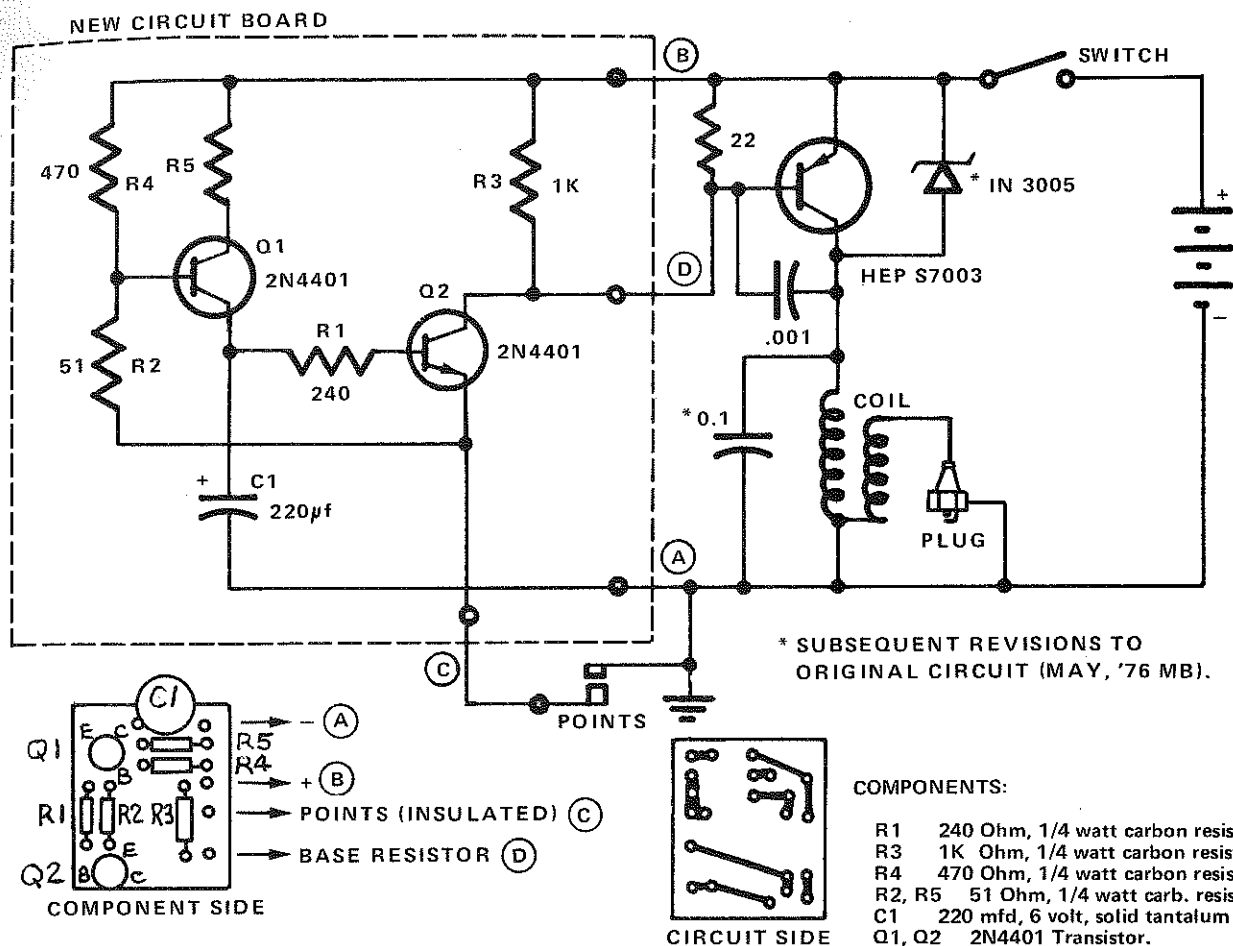 NEW CIRCUIT BOARD
B
SWITCH
470
R4
R5
R3
1K
22
* IN 3005
+
Q1
2N4401
D
HEP S7003
Q2
51
R2
R1
240
2N4401
.001
−
*0.1
COIL
+
C1
220µf
PLUG
A
* SUBSEQUENT REVISIONS TO
ORIGINAL CIRCUIT (MAY, '76 MB).
C
POINTS
C1
− A
Q1
E
C
B
R5
R4
+ B
R1
R2
R3
POINTS (INSULATED) C
E
B
C
Q2
BASE RESISTOR D
COMPONENT SIDE
CIRCUIT SIDE
COMPONENTS:
R1 240 Ohm, 1/4 watt carbon resis
R3 1K Ohm, 1/4 watt carbon resis
R4 470 Ohm, 1/4 watt carbon resis
R2, R5 51 Ohm, 1/4 watt carb. resis
C1 220 mfd, 6 volt, solid tantalum
Q1, Q2 2N4401 Transistor.